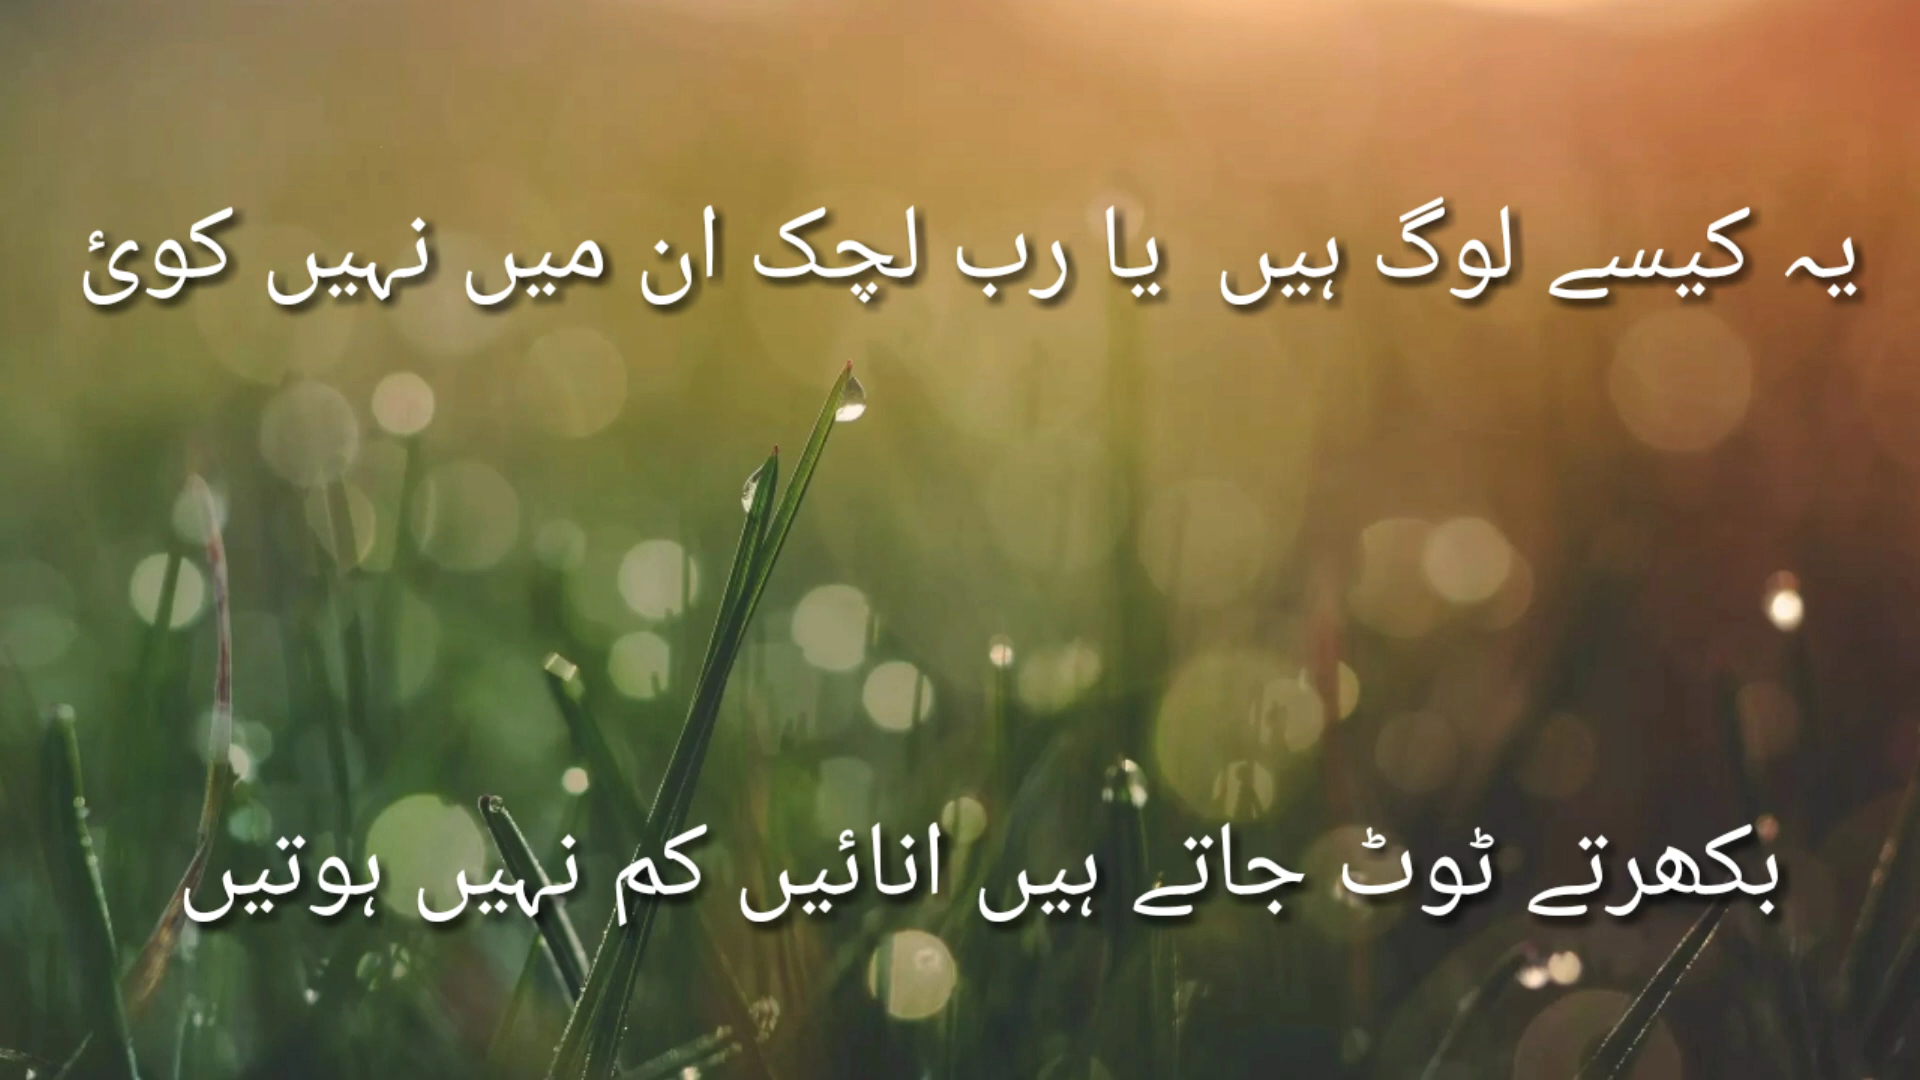 یہ کیسے لوگ ہیں یا رب لچک ان میں نہیں کوئ
بکھرتے ٹوٹ جاتے ہیں انائیں کم نہیں ہوتیں